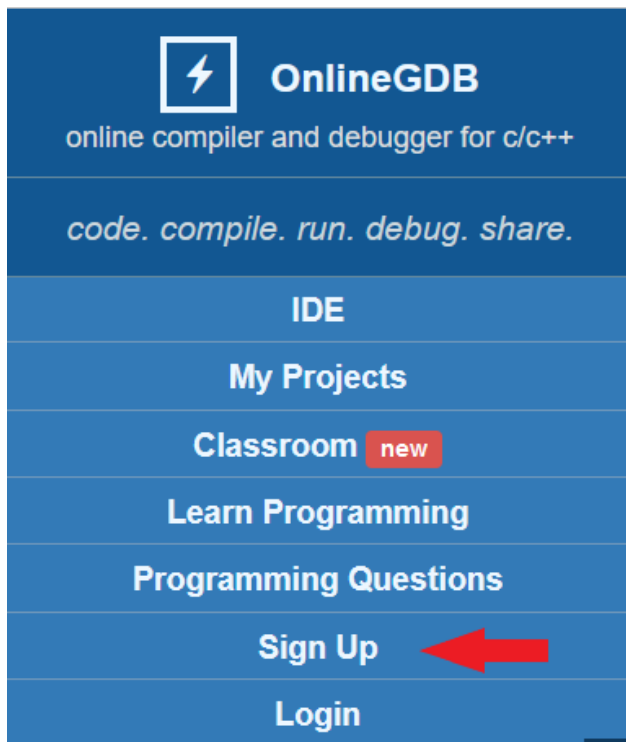 OnlineGDB
online compiler and debugger for c/c++
code. compile. run. debug. share.
IDE
My Projects
Classroom new
Learn Programming
Programming Questions
Sign Up
Login